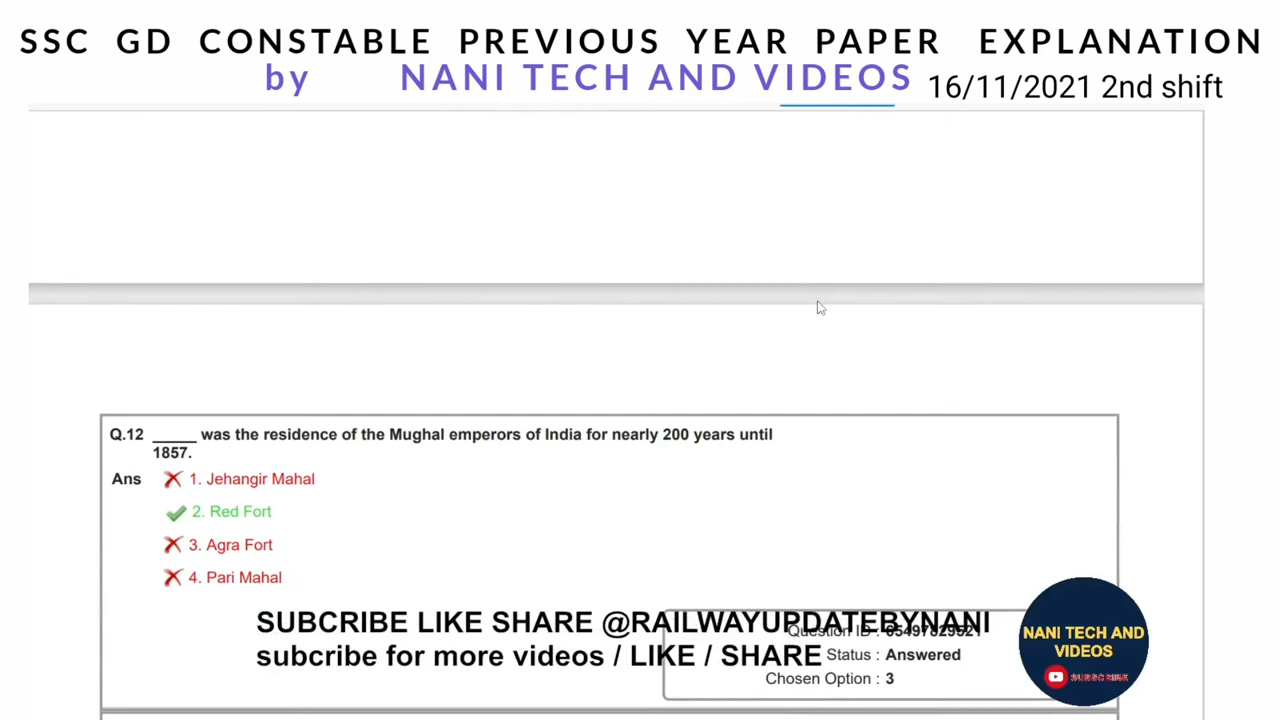 SSC GD CONSTABLE PREVIOUS YEAR PAPER EXPLANATION
by NANI TECH AND VIDEOS
16/11/2021 2nd shift
Q.12 _____ was the residence of the Mughal emperors of India for nearly 200 years until
1857.
Ans 1. Jehangir Mahal
2. Red Fort
3. Agra Fort
4. Pari Mahal
SUBCRIBE LIKE SHARE @RAILWAYUPDATEBYNANI
subcribe for more videos / LIKE / SHARE
Question ID :
Status : Answered
Chosen Option : 3
NANI TECH AND
VIDEOS